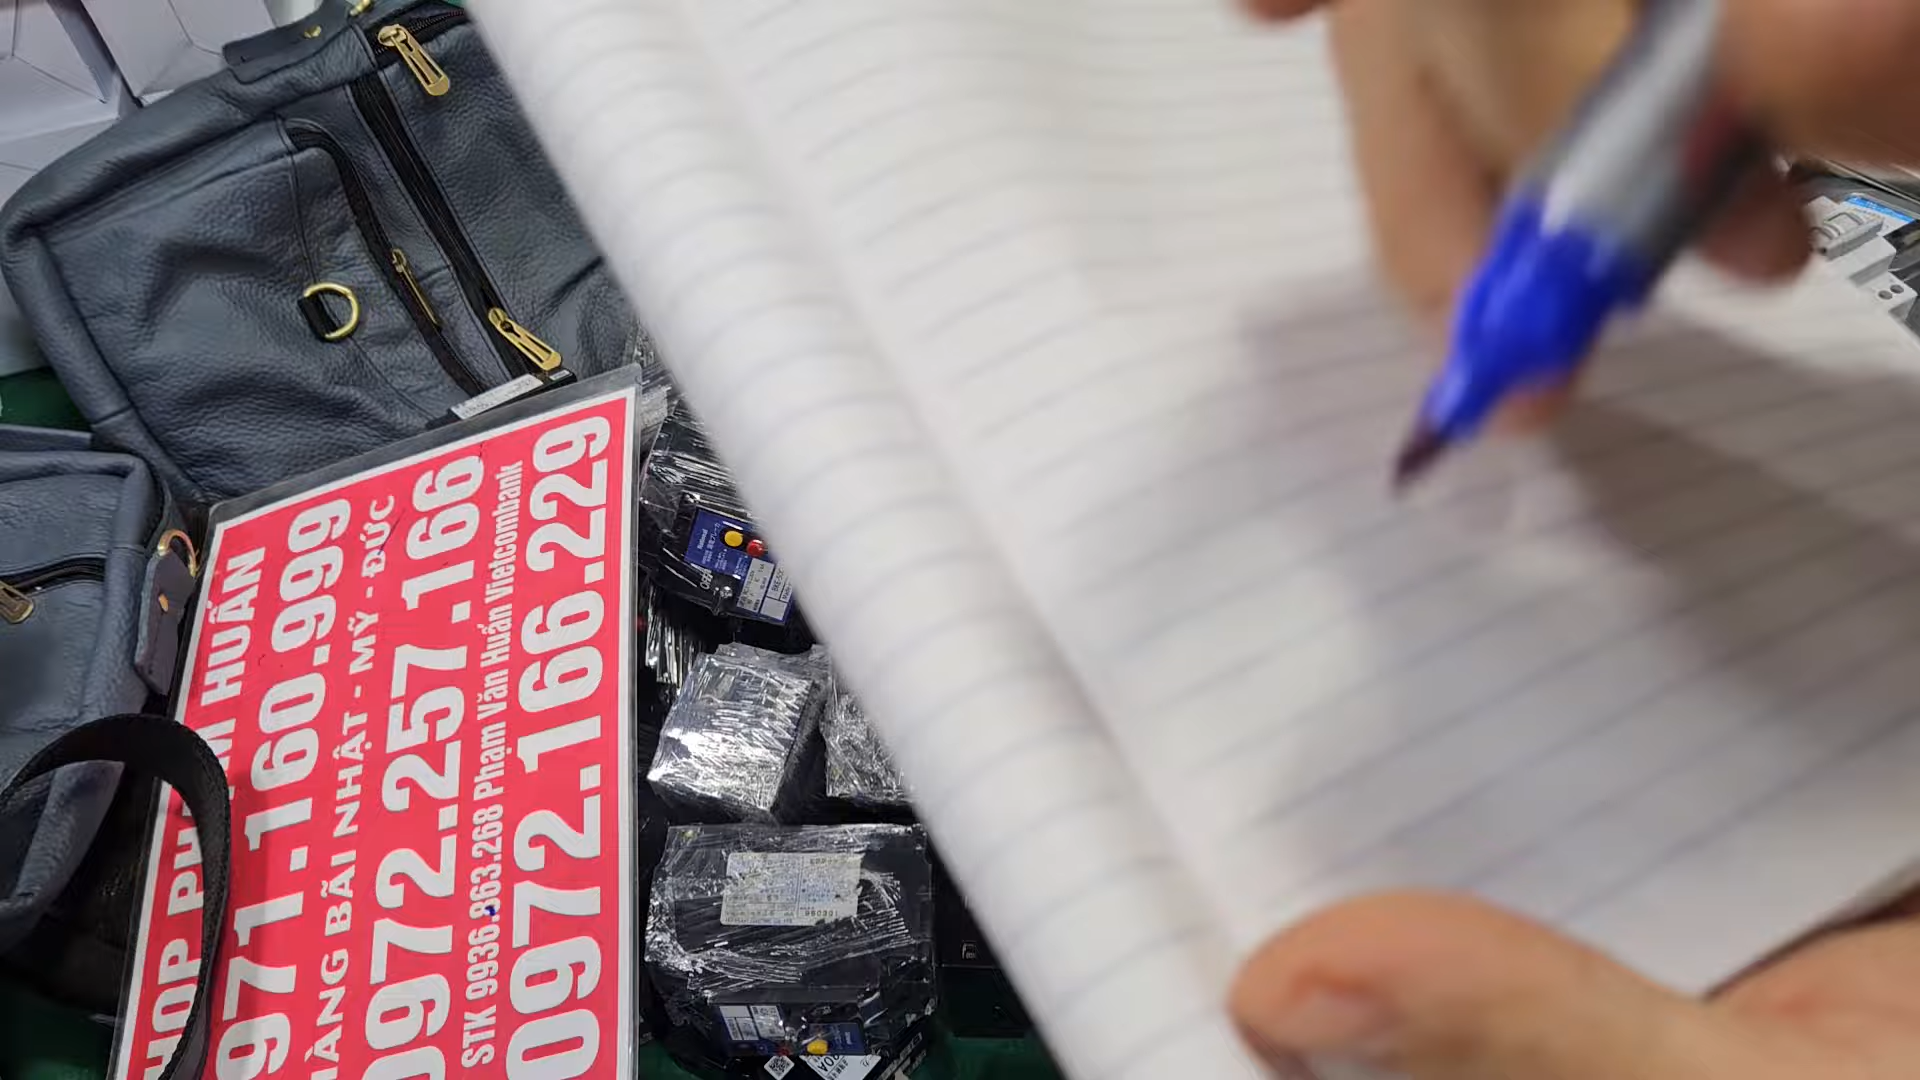 SHOP PHẠM HUẤN
0971.160.999
HÀNG BÃI NHẬT - MỸ - ĐỨC
0972.257.166
STK 9936.863.268 Phạm Văn Huấn Vietcombank
0972.166.229
National